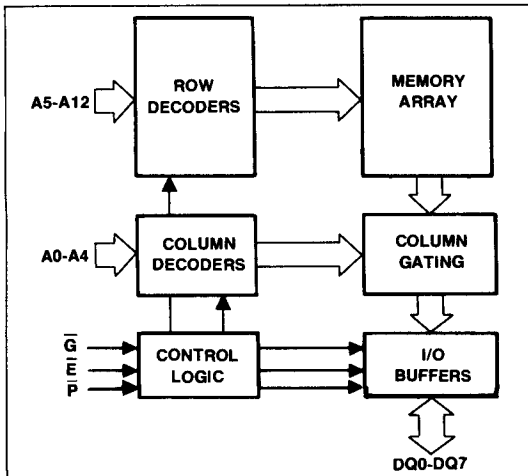 A5-A12
ROW
DECODERS
MEMORY
ARRAY
A0-A4
COLUMN
DECODERS
COLUMN
GATING
G̅
E̅
P̅
CONTROL
LOGIC
I/O
BUFFERS
DQ0-DQ7